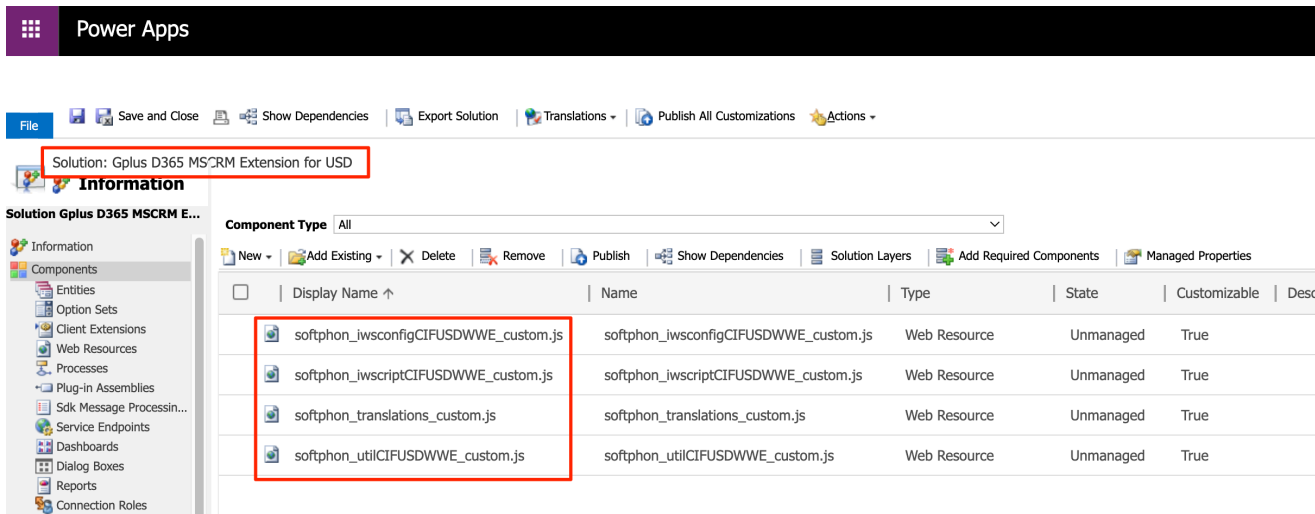 Power Apps
File Save and Close Show Dependencies Export Solution Translations Publish All Customizations Actions
Solution: Gplus D365 MSCRM Extension for USD
Information
Solution Gplus D365 MSCRM E...
Component Type All
Information
New Add Existing Delete Remove Publish Show Dependencies Solution Layers Add Required Components Managed Properties
Components
Entities
Display Name Name Type State Customizable Desc
Option Sets
Client Extensions
softphon_iwsconfigCIFUSDWWE_custom.js softphon_iwsconfigCIFUSDWWE_custom.js Web Resource Unmanaged True
Web Resources
Processes
softphon_iwscriptCIFUSDWWE_custom.js softphon_iwscriptCIFUSDWWE_custom.js Web Resource Unmanaged True
Plug-in Assemblies
Sdk Message Processin...
softphon_translations_custom.js softphon_translations_custom.js Web Resource Unmanaged True
Service Endpoints
Dashboards
softphon_utilCIFUSDWWE_custom.js softphon_utilCIFUSDWWE_custom.js Web Resource Unmanaged True
Dialog Boxes
Reports
Connection Roles